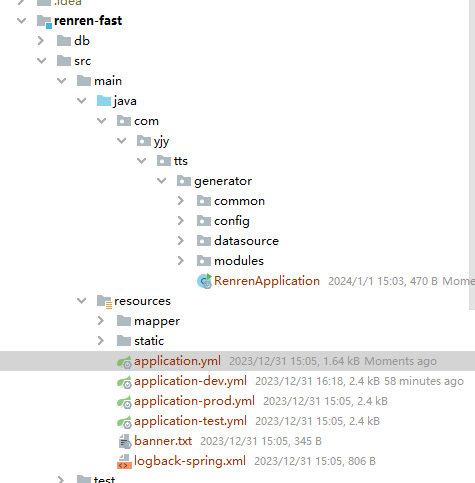 .idea
renren-fast
db
src
main
java
com
yjy
tts
generator
common
config
datasource
modules
RenrenApplication 2024/1/1 15:03, 470 B Mome
resources
mapper
static
application.yml 2023/12/31 15:05, 1.64 kB Moments ago
application-dev.yml 2023/12/31 16:18, 2.4 kB 58 minutes ago
application-prod.yml 2023/12/31 15:05, 2.4 kB
application-test.yml 2023/12/31 15:05, 2.4 kB
banner.txt 2023/12/31 15:05, 345 B
logback-spring.xml 2023/12/31 15:05, 806 B
test